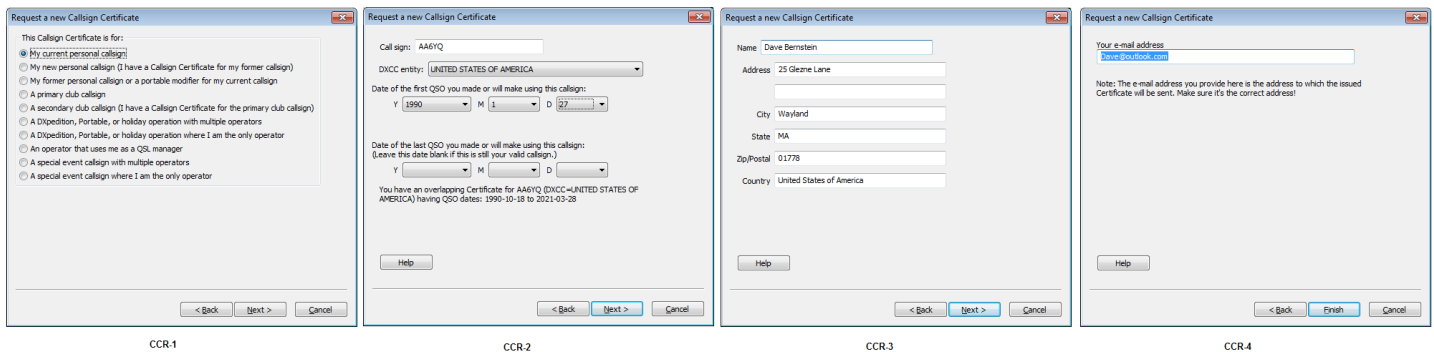 Request a new Callsign Certificate
This Callsign Certificate is for:
My current personal callsign
My new personal callsign (I have a Callsign Certificate for my former callsign)
My former personal callsign or a portable modifier for my current callsign
A primary club callsign
A secondary club callsign (I have a Callsign Certificate for the primary club callsign)
A DXpedition, Portable, or holiday operation with multiple operators
A DXpedition, Portable, or holiday operation where I am the only operator
An operator that uses me as a QSL manager
A special event callsign with multiple operators
A special event callsign where I am the only operator
< Back Next > Cancel
CCR-1
Request a new Callsign Certificate
Call sign: AA6YQ
DXCC entity: UNITED STATES OF AMERICA
Date of the first QSO you made or will make using this callsign:
Y 1990 M 1 D 27
Date of the last QSO you made or will make using this callsign:
(Leave this date blank if this is still your valid callsign.)
Y M D
You have an overlapping Certificate for AA6YQ (DXCC=UNITED STATES OF
AMERICA) having QSO dates: 1990-10-18 to 2021-03-28
Help
< Back Next > Cancel
CCR-2
Request a new Callsign Certificate
Name Dave Bernstein
Address 25 Glezne Lane
City Wayland
State MA
Zip/Postal 01778
Country United States of America
Help
< Back Next > Cancel
CCR-3
Request a new Callsign Certificate
Your e-mail address
Dave@outlook.com
Note: The e-mail address you provide here is the address to which the issued
Certificate will be sent. Make sure it's the correct address!
Help
< Back Finish Cancel
CCR-4